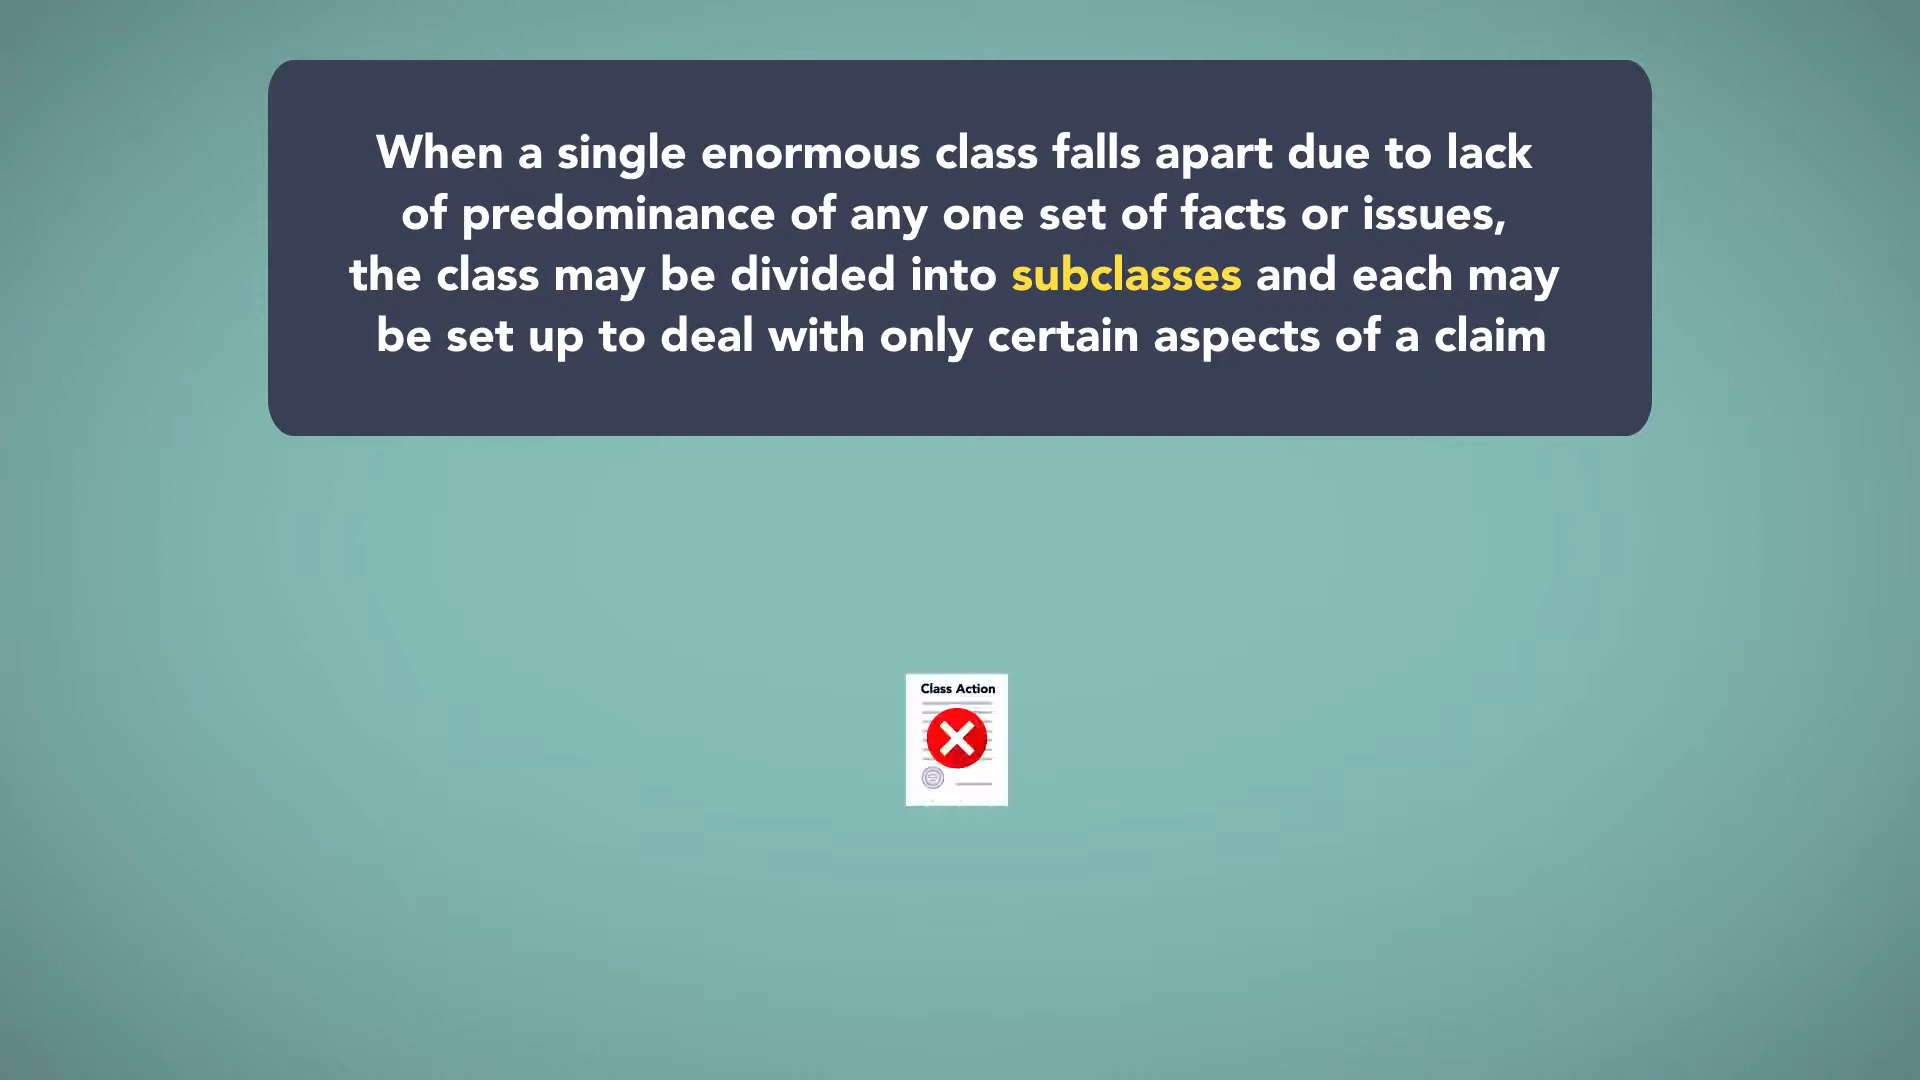 When a single enormous class falls apart due to lack
of predominance of any one set of facts or issues,
the class may be divided into subclasses and each may
be set up to deal with only certain aspects of a claim
Class Action